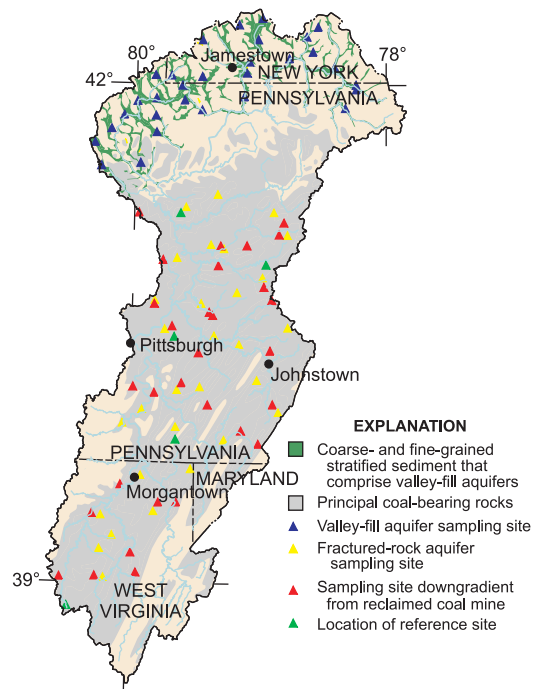 80°
78°
Jamestown
42°
NEW YORK
PENNSYLVANIA
Pittsburgh
Johnstown
PENNSYLVANIA
MARYLAND
Morgantown
39°
WEST
VIRGINIA
EXPLANATION
Coarse- and fine-grained
stratified sediment that
comprise valley-fill aquifers
Principal coal-bearing rocks
Valley-fill aquifer sampling site
Fractured-rock aquifer
sampling site
Sampling site downgradient
from reclaimed coal mine
Location of reference site